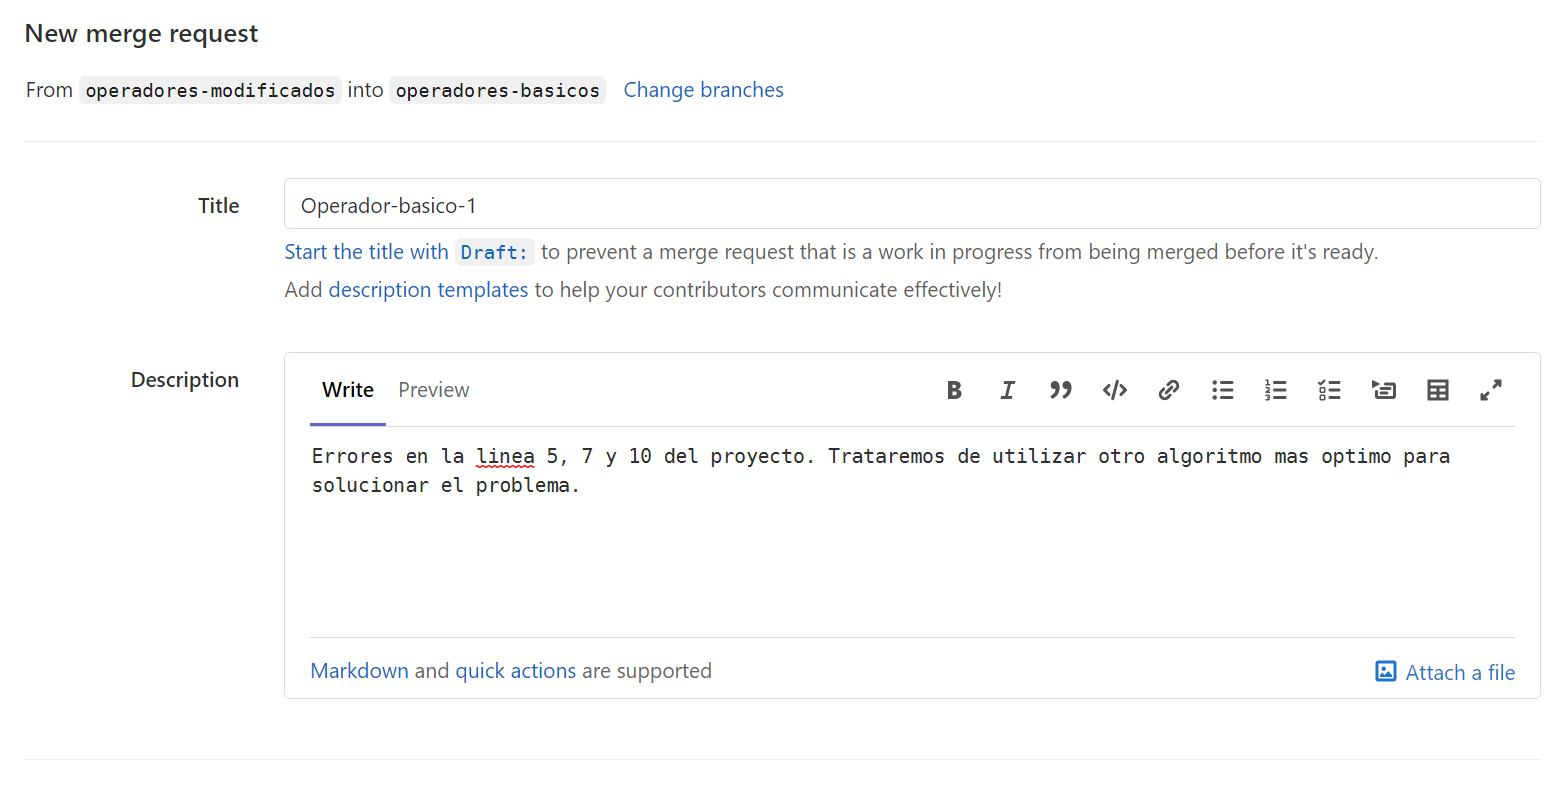 New merge request
From operadores-modificados into operadores-basicos Change branches
Title
Operador-basico-1
Start the title with Draft: to prevent a merge request that is a work in progress from being merged before it's ready.
Add description templates to help your contributors communicate effectively!
Description
Write Preview
Errores en la linea 5, 7 y 10 del proyecto. Trataremos de utilizar otro algoritmo mas optimo para
solucionar el problema.
Markdown and quick actions are supported
Attach a file